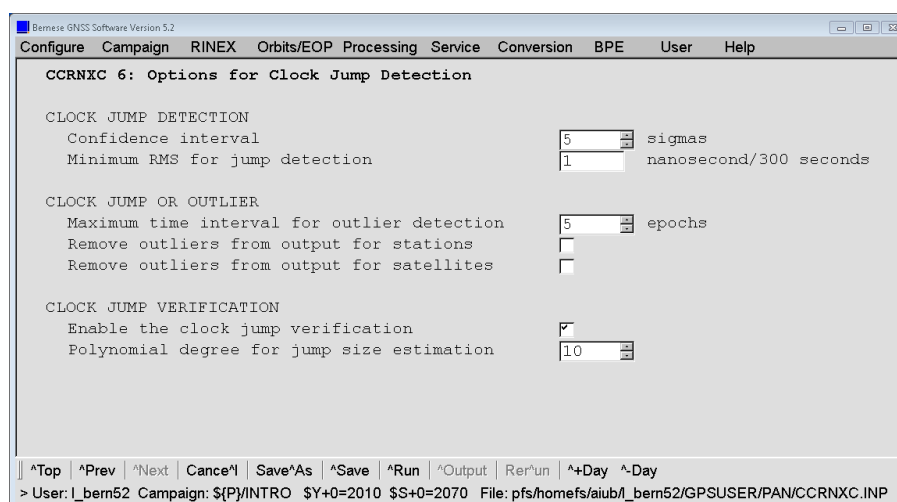 Bernese GNSS Software Version 5.2
Configure Campaign RINEX Orbits/EOP Processing Service Conversion BPE User Help
CCRNXC 6: Options for Clock Jump Detection
CLOCK JUMP DETECTION
Confidence interval 5 sigmas
Minimum RMS for jump detection 1 nanosecond/300 seconds
CLOCK JUMP OR OUTLIER
Maximum time interval for outlier detection 5 epochs
Remove outliers from output for stations
Remove outliers from output for satellites
CLOCK JUMP VERIFICATION
Enable the clock jump verification
Polynomial degree for jump size estimation 10
^Top ^Prev ^Next Cance^l Save^As ^Save ^Run ^Output Rer^un ^+Day ^-Day
> User: l_bern52 Campaign: ${P}/INTRO $Y+0=2010 $S+0=2070 File: pfs/homefs/aiub/l_bern52/GPSUSER/PAN/CCRNXC.INP